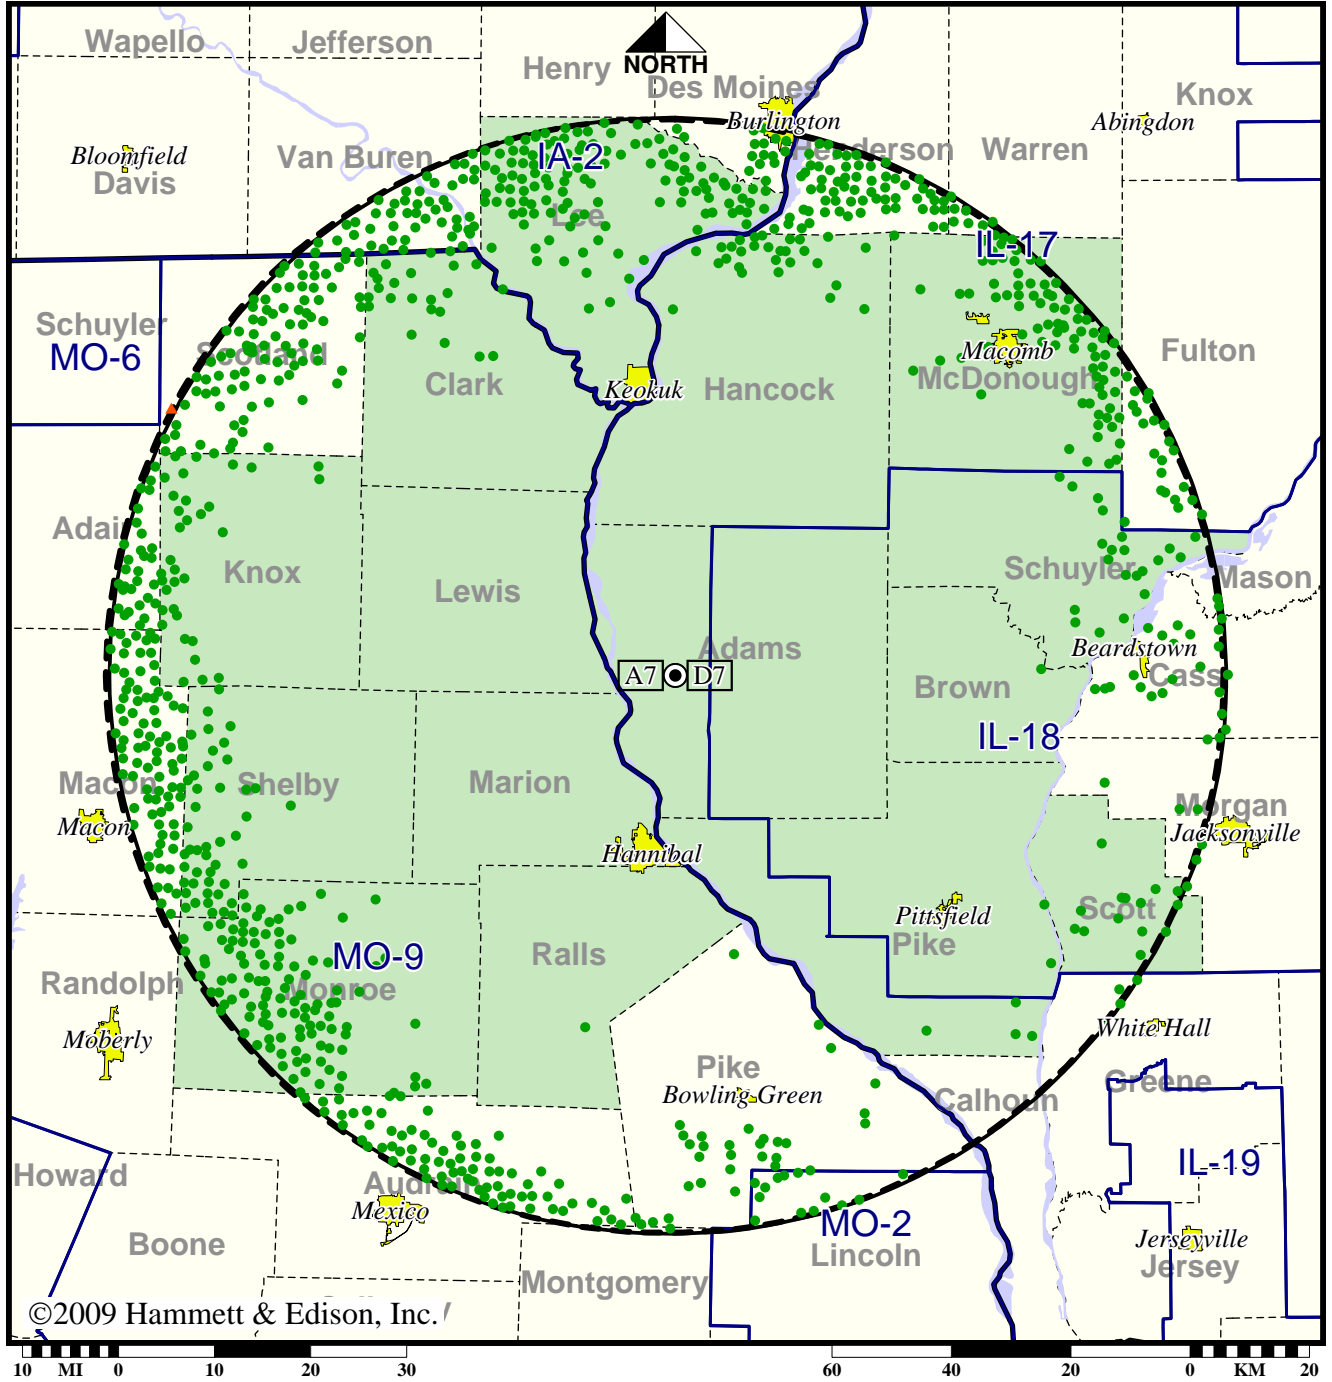 Wapello
Jefferson
Henry
NORTH
Des Moines
Knox
Burlington
Abingdon
Bloomfield
Davis
Van Buren
IA-2
Henderson
Warren
Lee
IL-17
Schuyler
MO-6
Scotland
Clark
Keokuk
Hancock
Macomb
McDonough
Fulton
Adair
Knox
Lewis
Schuyler
Mason
Adams
A7
D7
Beardstown
Cass
Brown
IL-18
Macon
Macon
Shelby
Marion
Hannibal
Morgan
Jacksonville
Pittsfield
Pike
Scott
MO-9
Monroe
Ralls
Randolph
Moberly
White Hall
Pike
Bowling Green
Calhoun
Greene
Howard
Audrain
Mexico
IL-19
MO-2
Lincoln
Boone
Jerseyville
Jersey
Montgomery
©2009 Hammett & Edison, Inc.
10 MI 0 10 20 30
60 40 20 0 KM 20